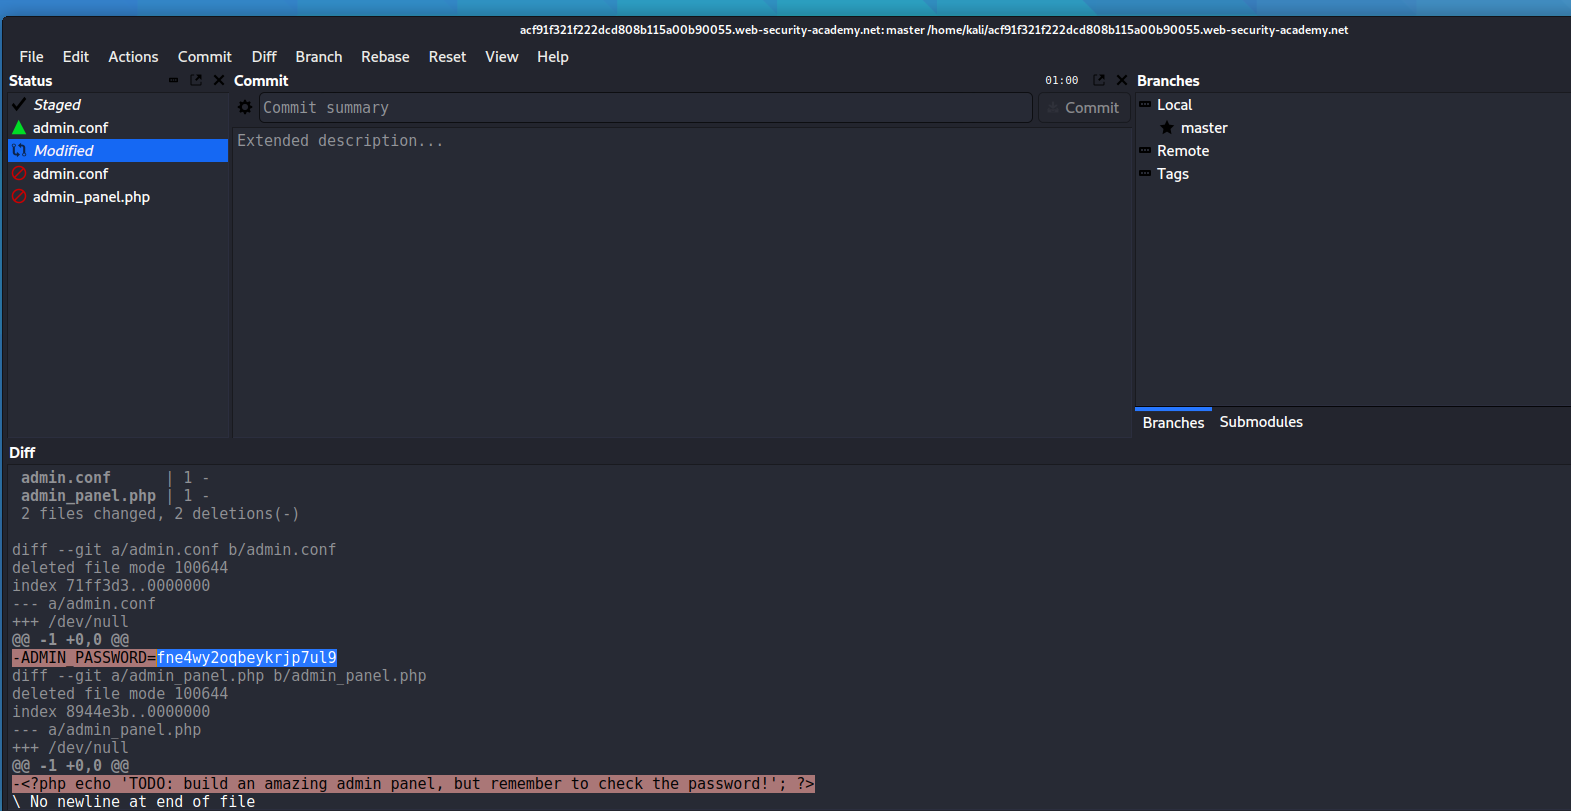 acf91f321f222dcd808b115a00b90055.web-security-academy.net: master /home/kali/acf91f321f222dcd808b115a00b90055.web-security-academy.net
File Edit Actions Commit Diff Branch Rebase Reset View Help
Status
Staged
admin.conf
Modified
admin.conf
admin_panel.php
Commit 01:00
Commit summary Commit
Extended description...
Branches
Local
master
Remote
Tags
Branches Submodules
Diff
admin.conf | 1 -
admin_panel.php | 1 -
2 files changed, 2 deletions(-)
diff --git a/admin.conf b/admin.conf
deleted file mode 100644
index 71ff3d3..0000000
--- a/admin.conf
+++ /dev/null
@@ -1 +0,0 @@
-ADMIN_PASSWORD=fne4wy2oqbeykrjp7ul9
diff --git a/admin_panel.php b/admin_panel.php
deleted file mode 100644
index 8944e3b..0000000
--- a/admin_panel.php
+++ /dev/null
@@ -1 +0,0 @@
-<?php echo 'TODO: build an amazing admin panel, but remember to check the password!'; ?>
\ No newline at end of file